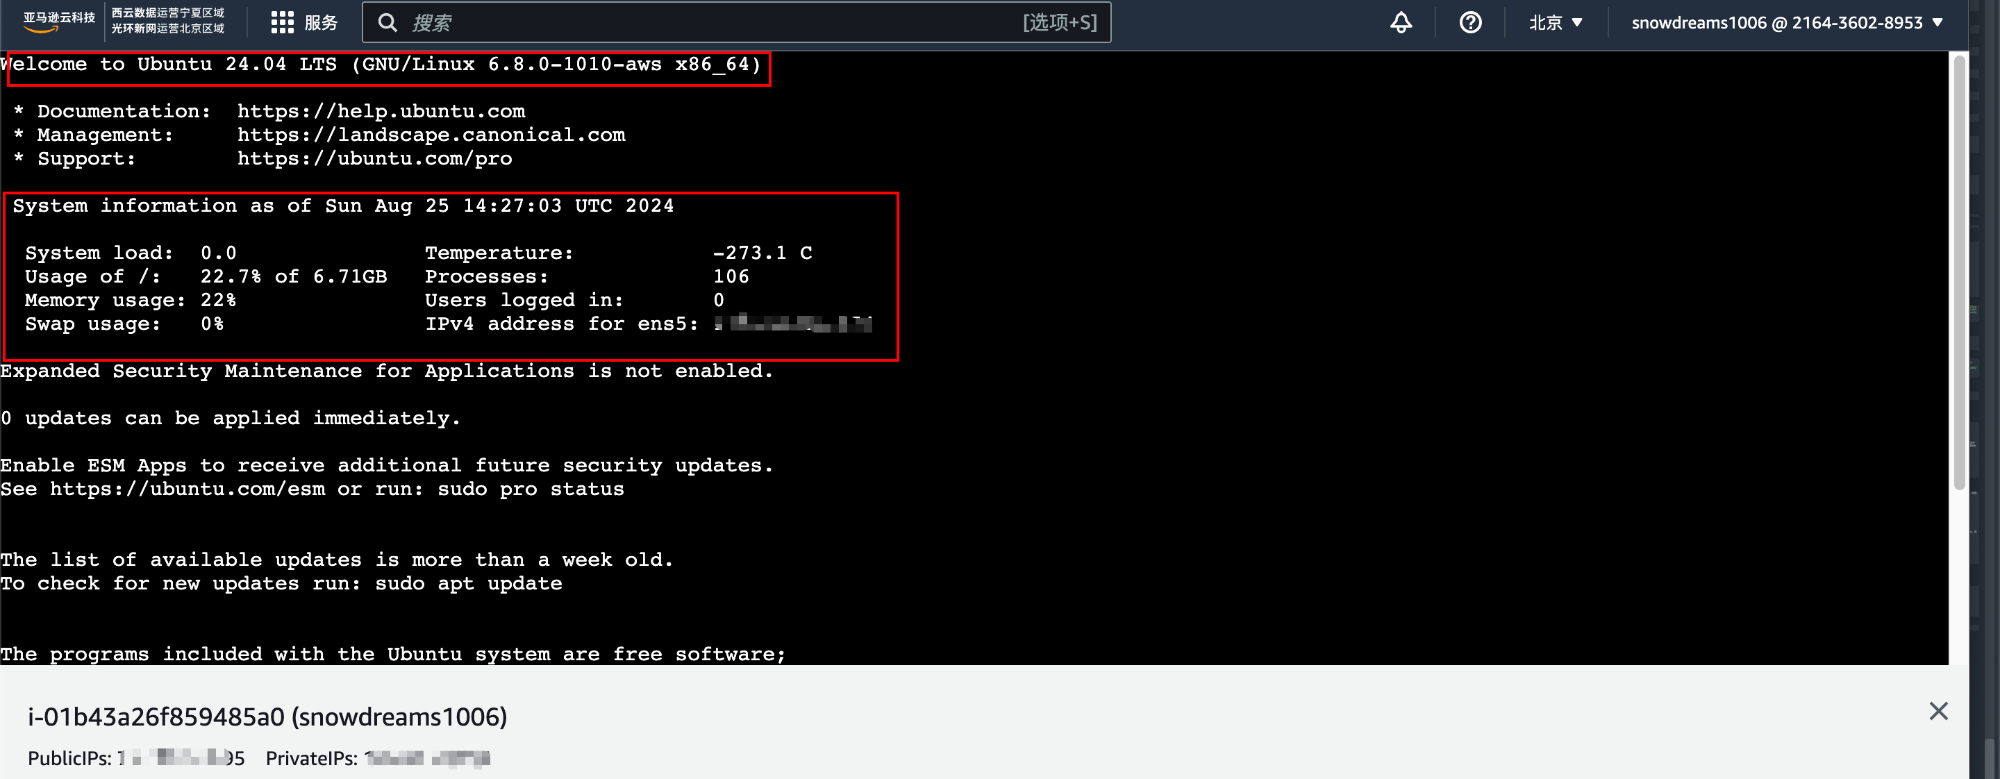 亚马逊云科技
西云数据运营宁夏区域
光环新网运营北京区域
服务
搜索 [选项+S]
北京 ▼
snowdreams1006 @ 2164-3602-8953 ▼
Welcome to Ubuntu 24.04 LTS (GNU/Linux 6.8.0-1010-aws x86_64)
* Documentation: https://help.ubuntu.com
* Management: https://landscape.canonical.com
* Support: https://ubuntu.com/pro
System information as of Sun Aug 25 14:27:03 UTC 2024
System load: 0.0 Temperature: -273.1 C
Usage of /: 22.7% of 6.71GB Processes: 106
Memory usage: 22% Users logged in: 0
Swap usage: 0% IPv4 address for ens5:
Expanded Security Maintenance for Applications is not enabled.
0 updates can be applied immediately.
Enable ESM Apps to receive additional future security updates.
See https://ubuntu.com/esm or run: sudo pro status
The list of available updates is more than a week old.
To check for new updates run: sudo apt update
The programs included with the Ubuntu system are free software;
i-01b43a26f859485a0 (snowdreams1006)
PublicIPs: 95 PrivateIPs: